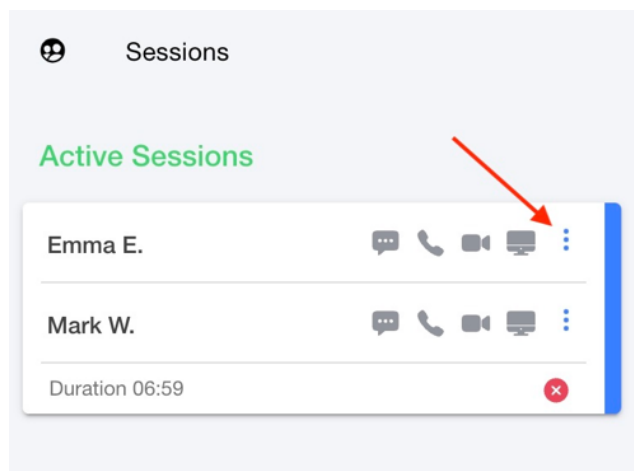 Sessions
Active Sessions
Emma E.
Mark W.
Duration 06:59